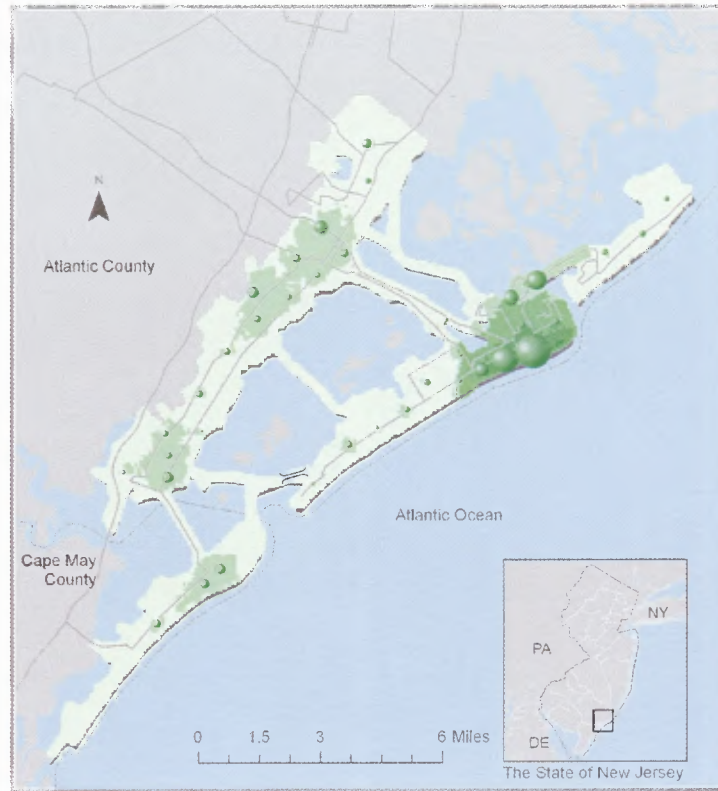 N
Atlantic County
Atlantic Ocean
Cape May
County
NY
PA
DE
0 1.5 3 6 Miles
The State of New Jersey